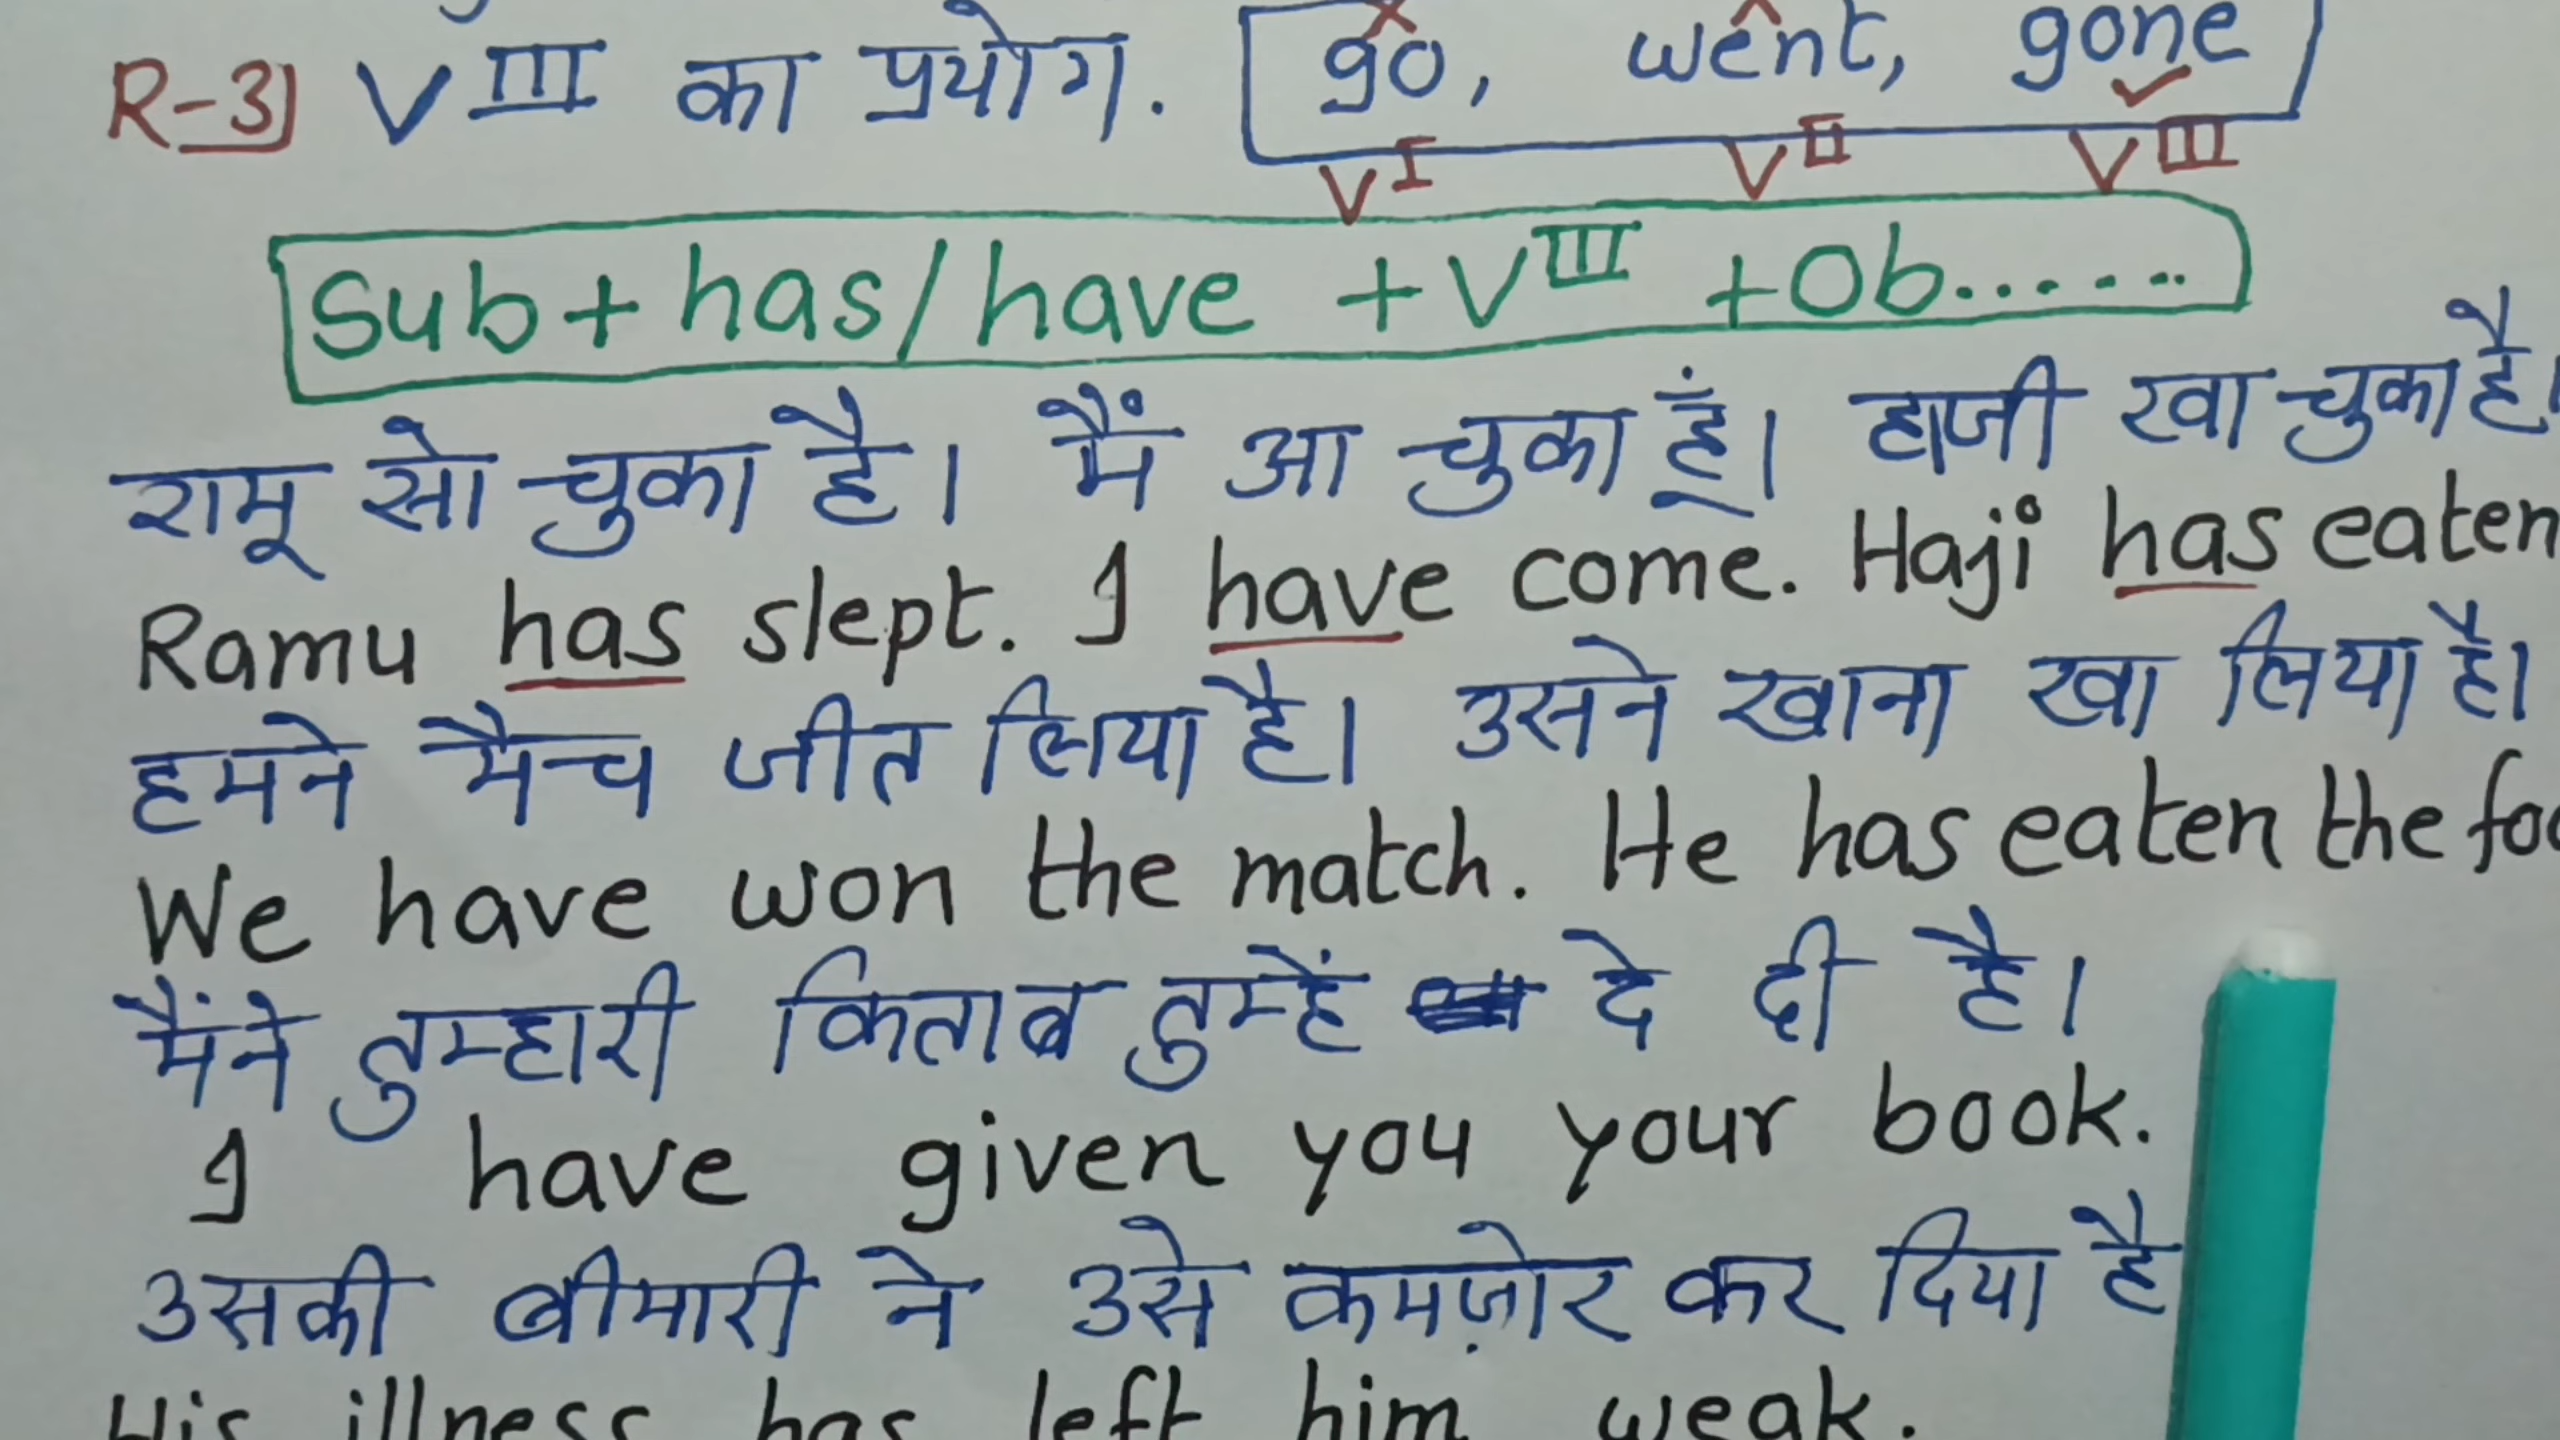 R-3) V III का प्रयोग. go, went, gone
V I V II V III
Sub + has/have + V III + Ob......
रामू सो चुका है। मैं आ चुका हूँ। हाजी खा चुका है।
Ramu has slept. I have come. Haji has eaten
हमने मैच जीत लिया है। उसने खाना खा लिया है।
We have won the match. He has eaten the foo
मैंने तुम्हारी किताब तुम्हें दे दी है।
I have given you your book.
उसकी बीमारी ने उसे कमज़ोर कर दिया है
His illness has left him weak.